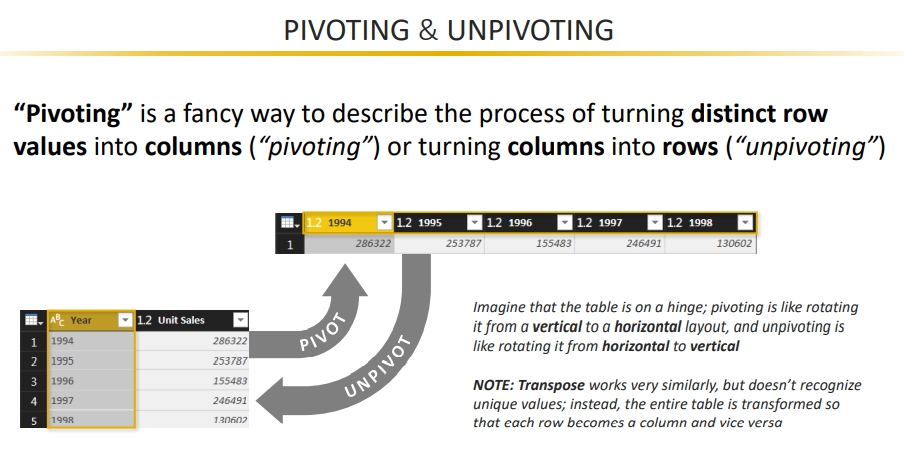 PIVOTING & UNPIVOTING
“Pivoting” is a fancy way to describe the process of turning distinct row
values into columns (“pivoting”) or turning columns into rows (“unpivoting”)
1.2 1994 1.2 1995 1.2 1996 1.2 1997 1.2 1998
1 286322 253787 155483 246491 130602
ABC Year 1.2 Unit Sales
1 1994 286322
2 1995 253787
3 1996 155483
4 1997 246491
5 1998 130602
PIVOT
UNPIVOT
Imagine that the table is on a hinge; pivoting is like rotating
it from a vertical to a horizontal layout, and unpivoting is
like rotating it from horizontal to vertical
NOTE: Transpose works very similarly, but doesn’t recognize
unique values; instead, the entire table is transformed so
that each row becomes a column and vice versa